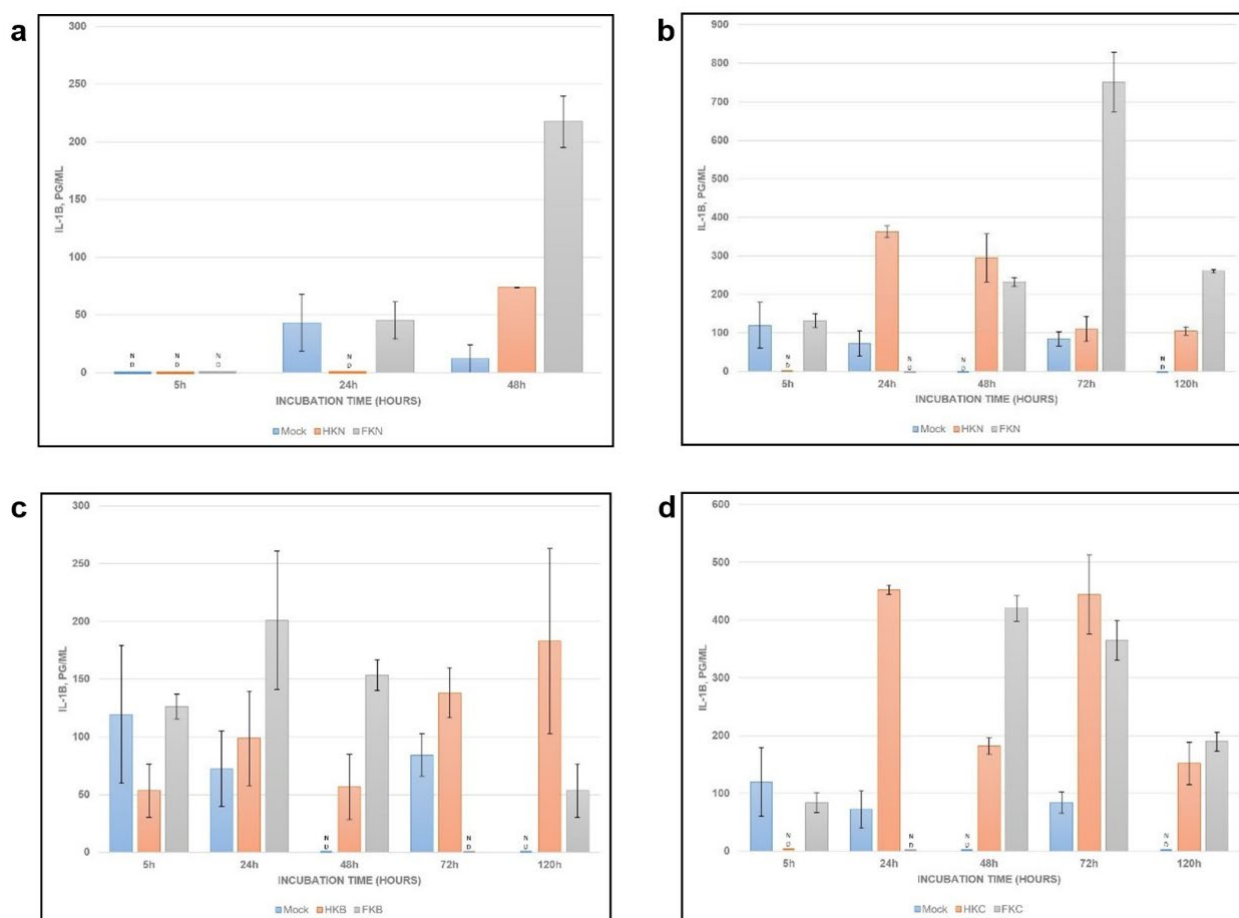 a
300
250
200
150
100
50
0
IL-1B, PG/ML
N D
N D
N D
N D
5h 24h 48h
INCUBATION TIME (HOURS)
Mock HKN FKN
b
900
800
700
600
500
400
300
200
100
0
IL-1B, PG/ML
N D
N D
N D
N D
5h 24h 48h 72h 120h
INCUBATION TIME (HOURS)
Mock HKN FKN
c
300
250
200
150
100
50
0
IL-1B, PG/ML
N D
N D
N D
5h 24h 48h 72h 120h
INCUBATION TIME (HOURS)
Mock HKB FKB
d
600
500
400
300
200
100
0
IL-1B, PG/ML
N D
N D
N D
N D
5h 24h 48h 72h 120h
INCUBATION TIME (HOURS)
Mock HKC FKC